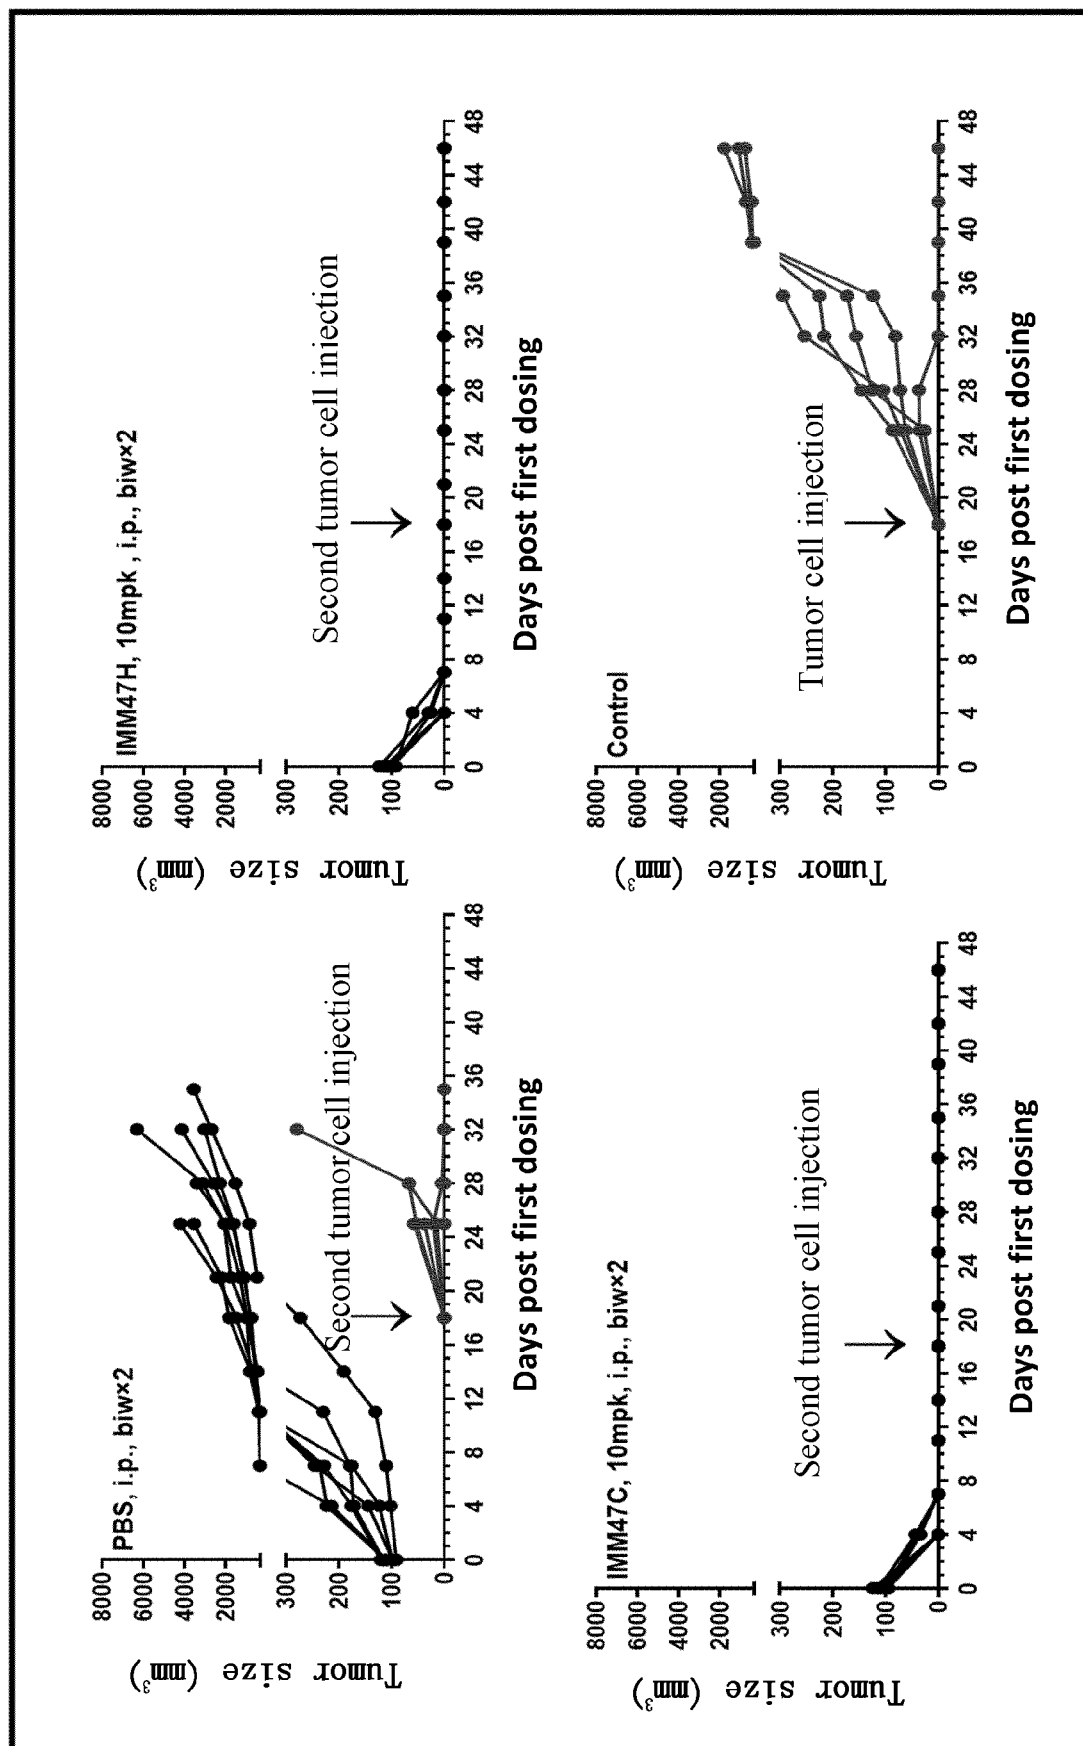 PBS, i.p., biw×2
Tumor size (mm³)
8000
6000
4000
2000
300
200
100
0
Second tumor cell injection
0 4 8 12 16 20 24 28 32 36 40 44 48
Days post first dosing
IMM47H, 10mpk , i.p., biw×2
Tumor size (mm³)
8000
6000
4000
2000
300
200
100
0
Second tumor cell injection
0 4 8 12 16 20 24 28 32 36 40 44 48
Days post first dosing
IMM47C, 10mpk, i.p., biw×2
Tumor size (mm³)
8000
6000
4000
2000
300
200
100
0
Second tumor cell injection
0 4 8 12 16 20 24 28 32 36 40 44 48
Days post first dosing
Control
Tumor size (mm³)
8000
6000
4000
2000
300
200
100
0
Tumor cell injection
0 4 8 12 16 20 24 28 32 36 40 44 48
Days post first dosing